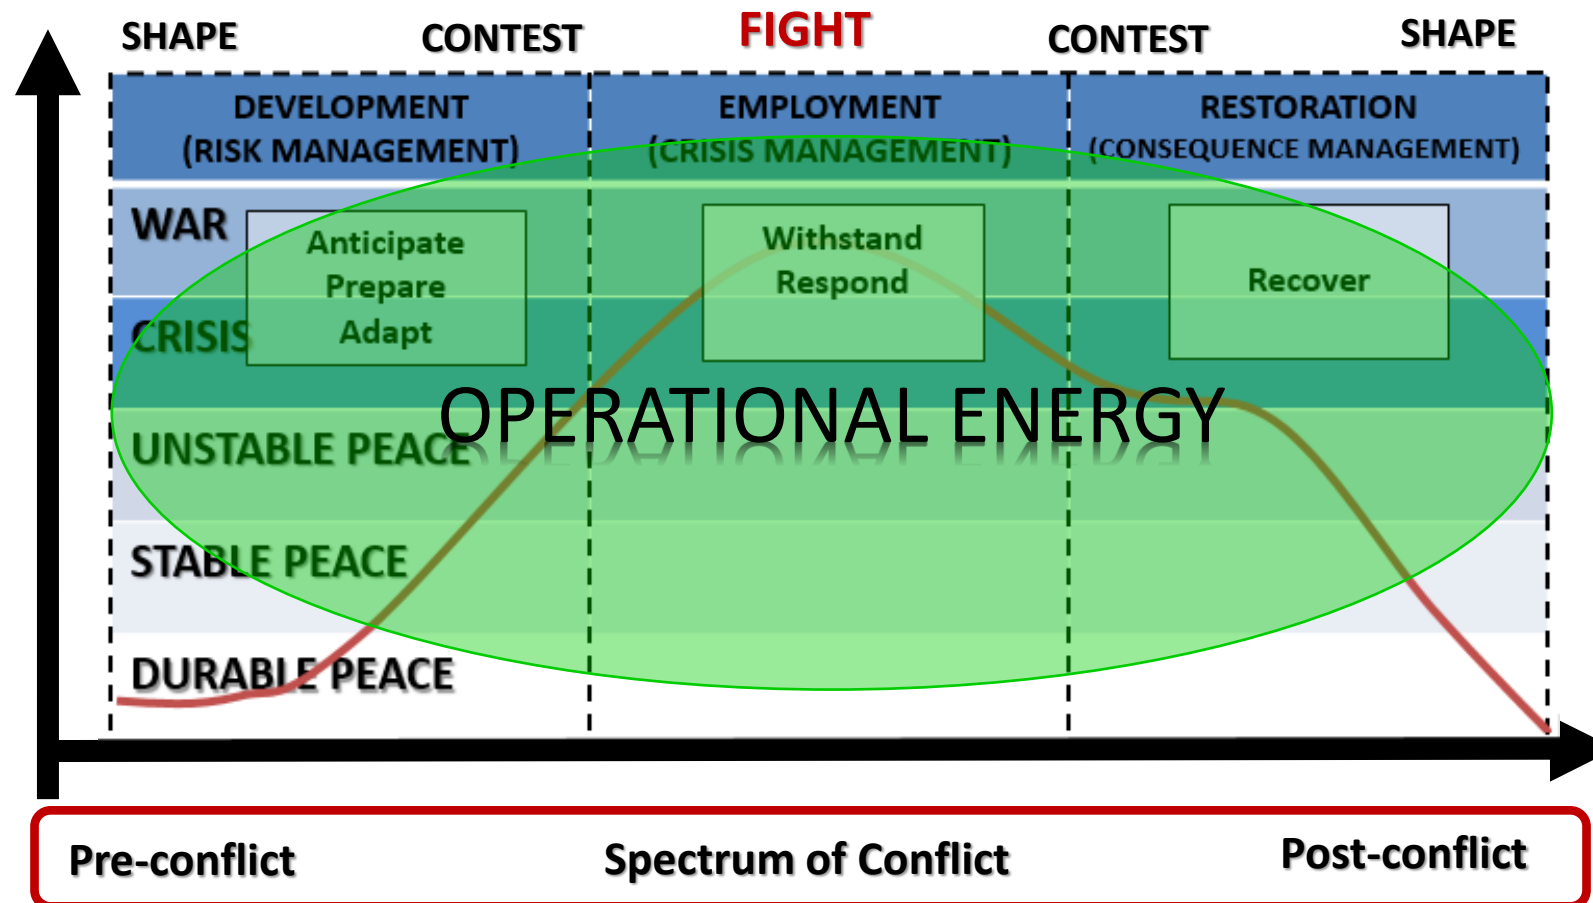 SHAPE
CONTEST
FIGHT
CONTEST
SHAPE
DEVELOPMENT
(RISK MANAGEMENT)
EMPLOYMENT
(CRISIS MANAGEMENT)
RESTORATION
(CONSEQUENCE MANAGEMENT)
WAR
Anticipate
Prepare
Adapt
Withstand
Respond
Recover
CRISIS
OPERATIONAL ENERGY
UNSTABLE PEACE
STABLE PEACE
DURABLE PEACE
Pre-conflict
Spectrum of Conflict
Post-conflict